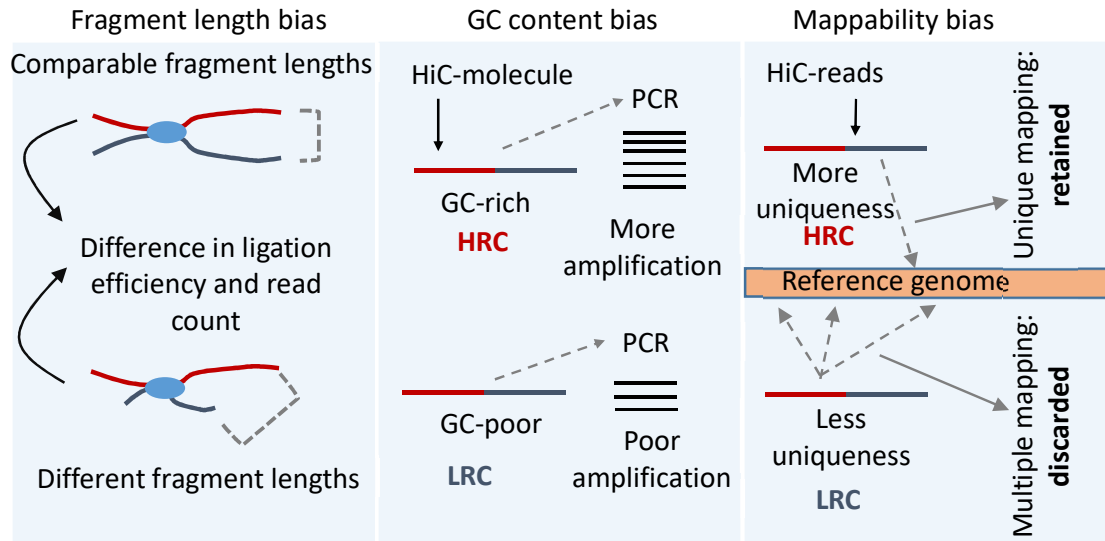 Fragment length bias
Comparable fragment lengths
Difference in ligation
efficiency and read
count
Different fragment lengths
GC content bias
HiC-molecule
PCR
GC-rich
HRC
More
amplification
PCR
GC-poor
LRC
Poor
amplification
Mappability bias
HiC-reads
More
uniqueness
HRC
Unique mapping:
retained
Reference genome
Less
uniqueness
LRC
Multiple mapping:
discarded